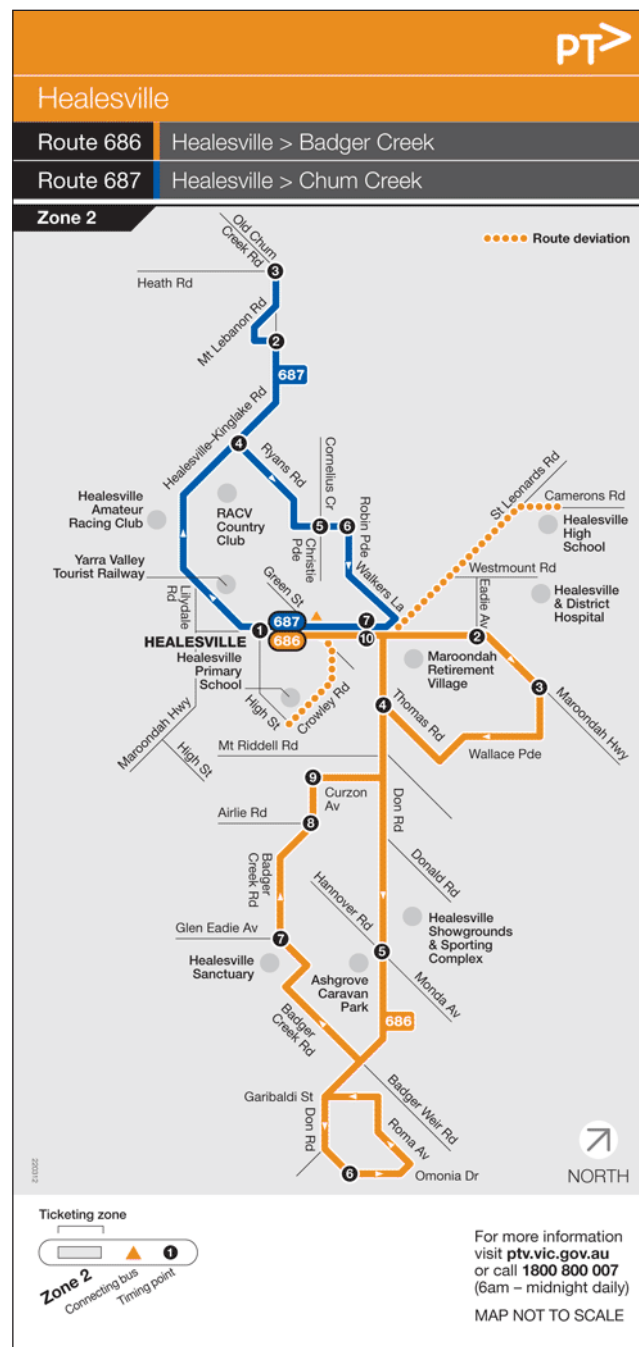 PT>
Healesville
Route 686 Healesville > Badger Creek
Route 687 Healesville > Chum Creek
Zone 2
Route deviation
Old Chum
Creek Rd
3
Heath Rd
Mt Lebanon Rd
2
687
Healesville–Kinglake Rd
4
Ryans Rd
Cornelius Cr
St Leonards Rd
Camerons Rd
Healesville
Amateur
Racing Club
RACV
Country
Club
5
6
Christie
Pde
Robin Pde
Healesville
High
School
Yarra Valley
Tourist Railway
Lilydale
Rd
Green St
Walkers La
Westmount Rd
Eadie Av
Healesville
& District
Hospital
HEALESVILLE
1
687
686
7
10
2
Healesville
Primary
School
High St
Crowley Rd
Maroondah
Retirement
Village
3
Maroondah Hwy
Maroondah Hwy
High St
4
Thomas Rd
Wallace Pde
Mt Riddell Rd
9
Curzon
Av
Don Rd
Airlie Rd
8
Badger
Creek Rd
Donald Rd
Hannover Rd
Healesville
Showgrounds
& Sporting
Complex
Glen Eadie Av
7
5
Healesville
Sanctuary
Ashgrove
Caravan
Park
Monda Av
Badger
Creek Rd
686
Garibaldi St
Badger Weir Rd
Don Rd
Roma Av
6
Omonia Dr
NORTH
220312
Ticketing zone
1
Zone 2
Connecting bus
Timing point
For more information
visit ptv.vic.gov.au
or call 1800 800 007
(6am – midnight daily)
MAP NOT TO SCALE